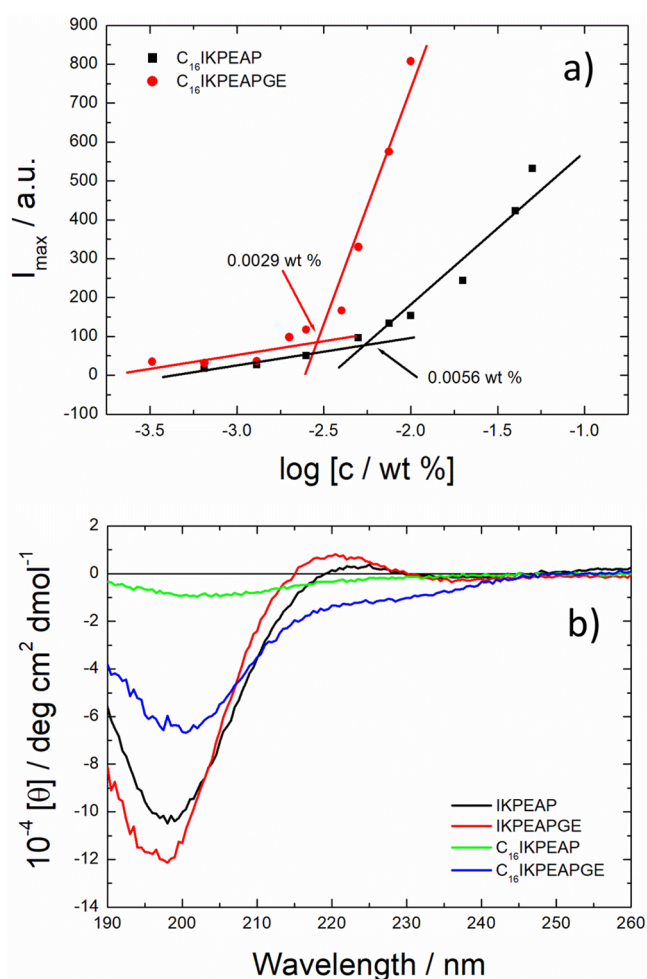 900
800
700
600
500
400
300
200
100
0
-100
I_max / a.u.
C₁₆IKPEAP
C₁₆IKPEAPGE
a)
0.0029 wt %
0.0056 wt %
-3.5 -3.0 -2.5 -2.0 -1.5 -1.0
log [c / wt %]
2
0
-2
-4
-6
-8
-10
-12
-14
10⁻⁴ [θ] / deg cm² dmol⁻¹
b)
IKPEAP
IKPEAPGE
C₁₆IKPEAP
C₁₆IKPEAPGE
190 200 210 220 230 240 250 260
Wavelength / nm